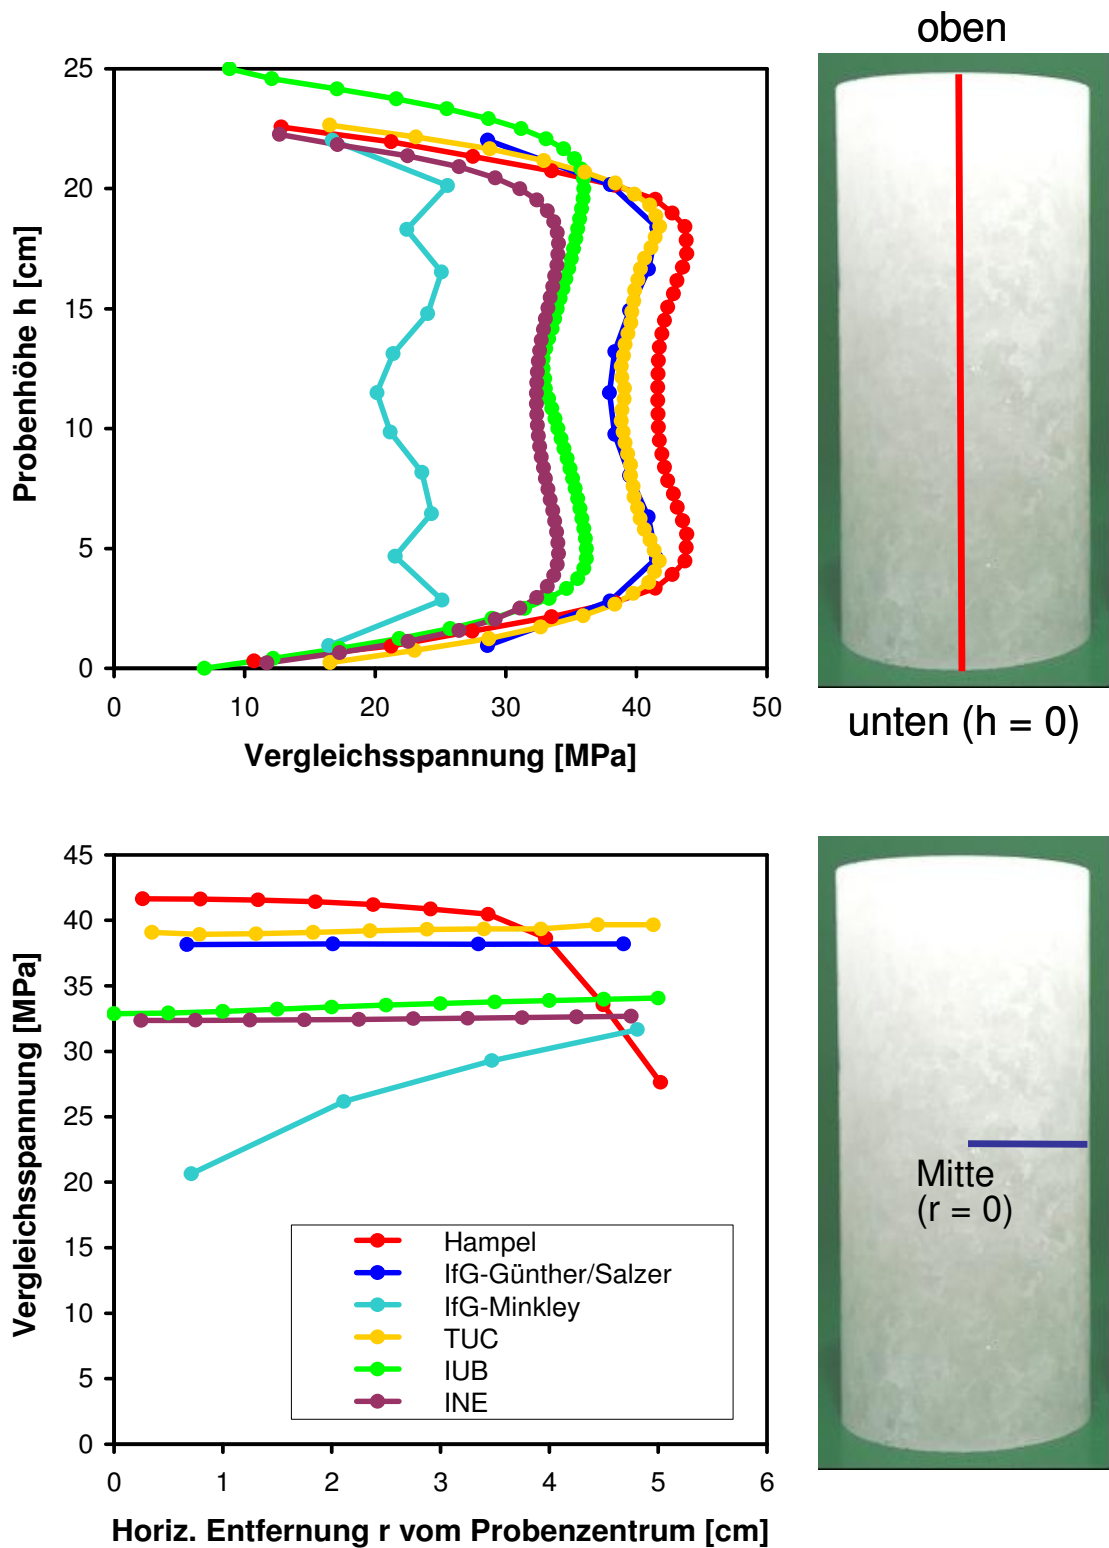 oben
25
20
15
10
5
0
Probenhöhe h [cm]
0 10 20 30 40 50
Vergleichsspannung [MPa]
unten (h = 0)
45
40
35
30
25
20
15
10
5
0
Vergleichsspannung [MPa]
Hampel
IfG-Günther/Salzer
IfG-Minkley
TUC
IUB
INE
0 1 2 3 4 5 6
Horiz. Entfernung r vom Probenzentrum [cm]
Mitte
(r = 0)